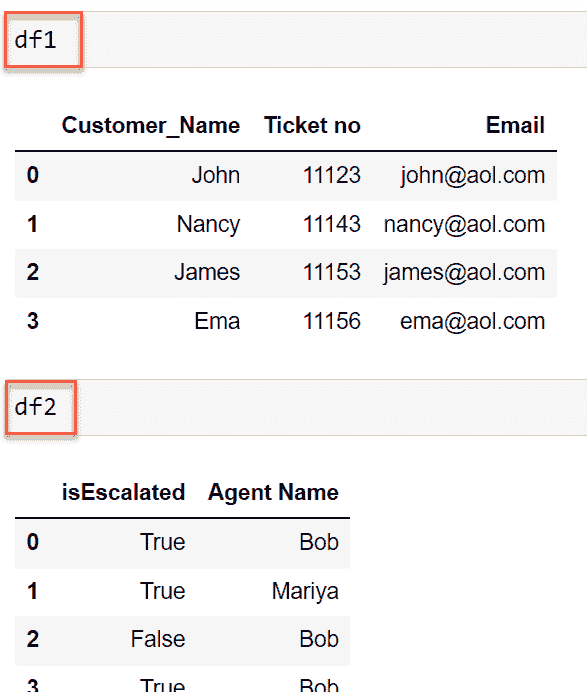 df1
Customer_Name Ticket no Email
0 John 11123 john@aol.com
1 Nancy 11143 nancy@aol.com
2 James 11153 james@aol.com
3 Ema 11156 ema@aol.com
df2
isEscalated Agent Name
0 True Bob
1 True Mariya
2 False Bob
3 True Bob